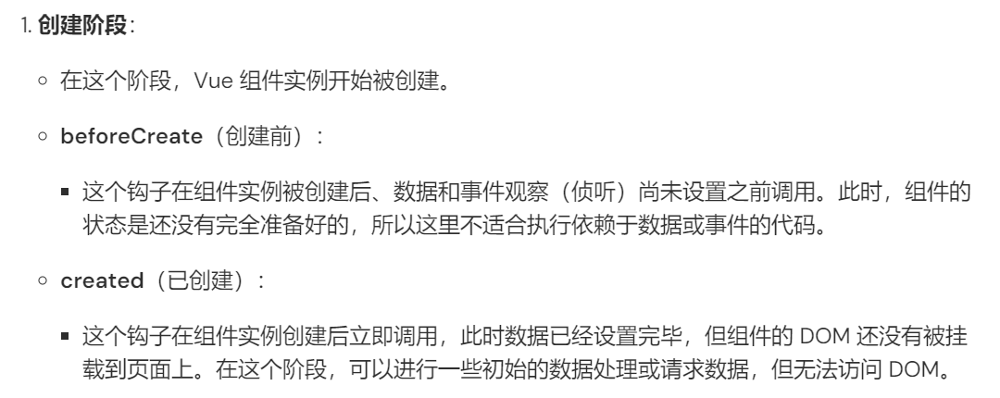 1. 创建阶段：
在这个阶段，Vue 组件实例开始被创建。
beforeCreate（创建前）：
这个钩子在组件实例被创建后、数据和事件观察（侦听）尚未设置之前调用。此时，组件的
状态是还没有完全准备好的，所以这里不适合执行依赖于数据或事件的代码。
created（已创建）：
这个钩子在组件实例创建后立即调用，此时数据已经设置完毕，但组件的 DOM 还没有被挂
载到页面上。在这个阶段，可以进行一些初始的数据处理或请求数据，但无法访问 DOM。